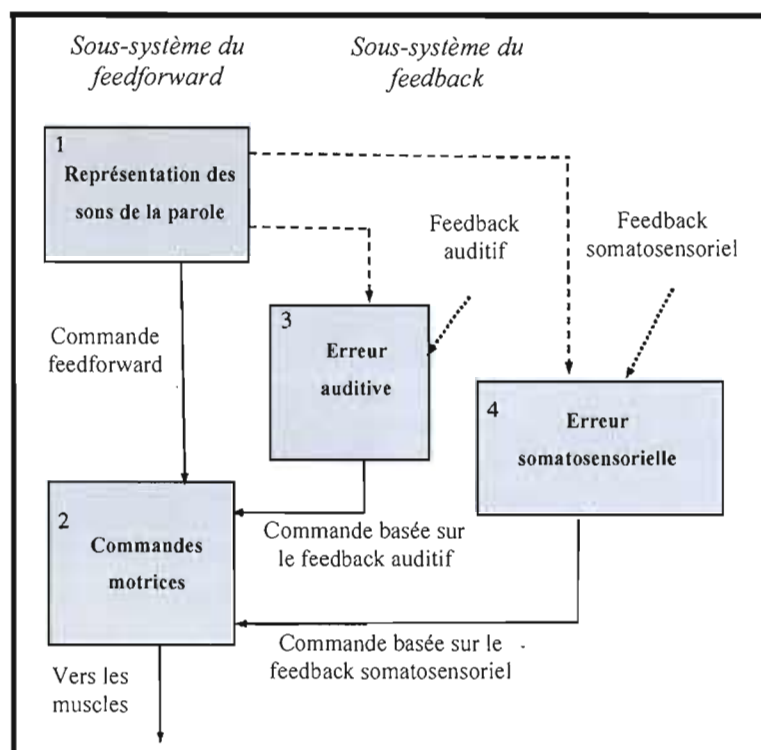 Sous-système du
feedforward
Sous-système du
feedback
1
Représentation des
sons de la parole
Feedback
auditif
Feedback
somatosensoriel
Commande
feedforward
3
Erreur
auditive
4
Erreur
somatosensorielle
2
Commandes
motrices
Commande basée sur
le feedback auditif
Commande basée sur le
feedback somatosensoriel
Vers les
muscles